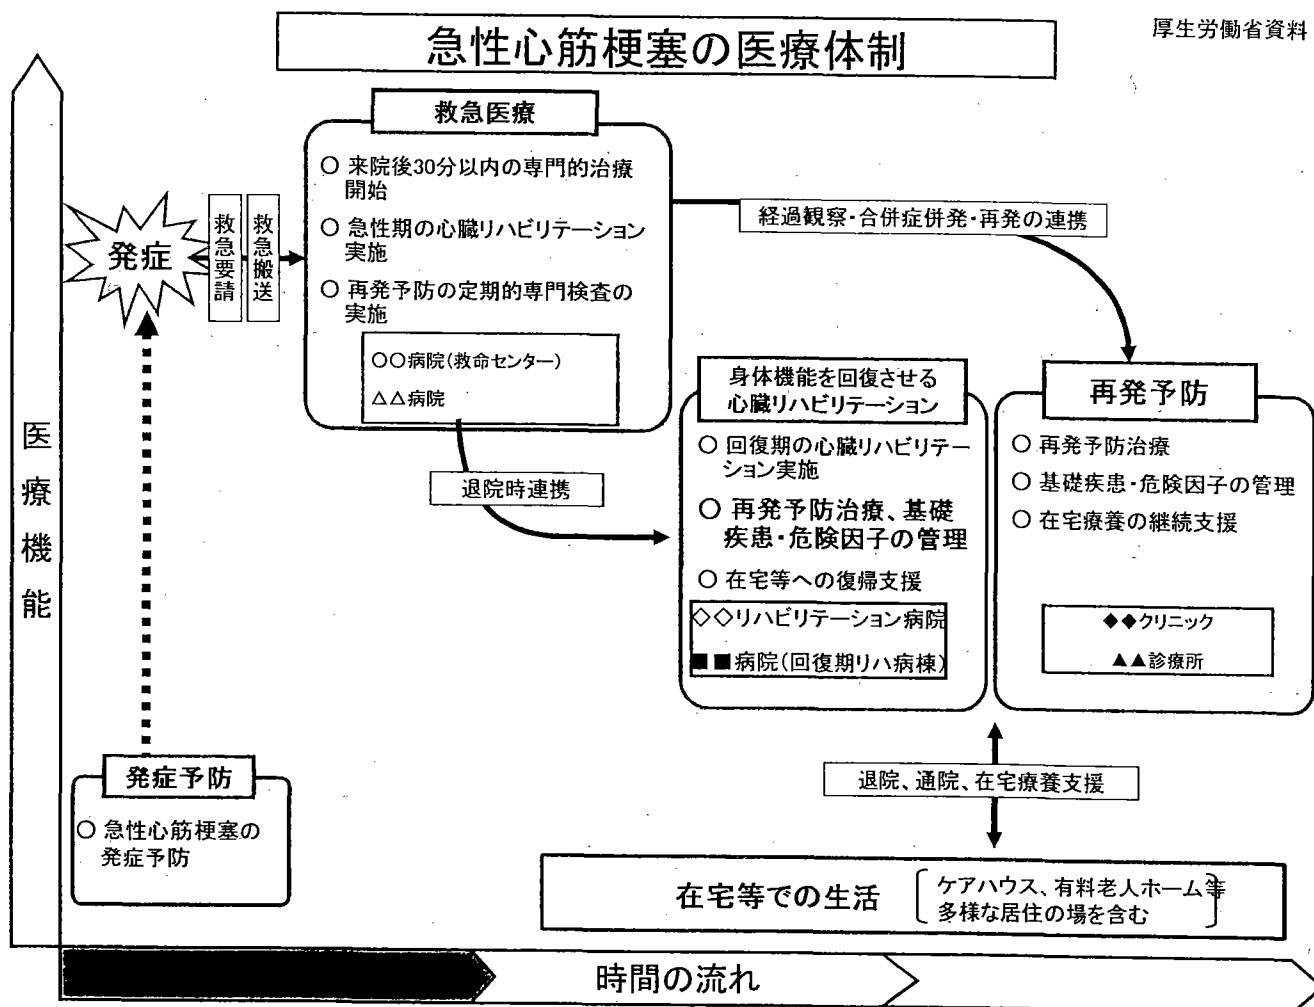 厚生労働省資料
急性心筋梗塞の医療体制
救急医療
○ 来院後30分以内の専門的治療
開始
○ 急性期の心臓リハビリテーション
実施
○ 再発予防の定期的専門検査の
実施
○○病院(救命センター)
△△病院
発症
救急要請
救急搬送
経過観察・合併症併発・再発の連携
退院時連携
身体機能を回復させる
心臓リハビリテーション
○ 回復期の心臓リハビリテー
ション実施
○ 再発予防治療、基礎
疾患・危険因子の管理
○ 在宅等への復帰支援
◇◇リハビリテーション病院
■■病院(回復期リハ病棟)
再発予防
○ 再発予防治療
○ 基礎疾患・危険因子の管理
○ 在宅療養の継続支援
◆◆クリニック
▲▲診療所
医療機能
発症予防
○ 急性心筋梗塞の
発症予防
退院、通院、在宅療養支援
在宅等での生活
ケアハウス、有料老人ホーム等
多様な居住の場を含む
時間の流れ